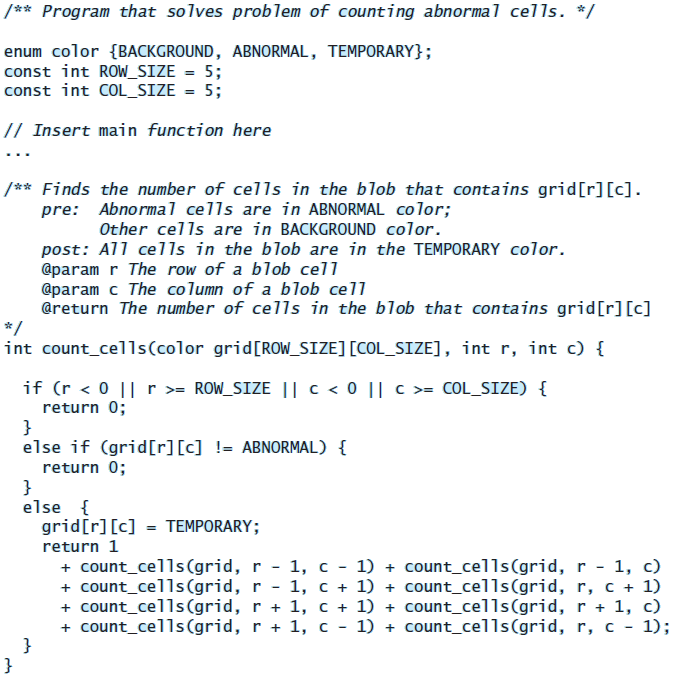 /** Program that solves problem of counting abnormal cells. */
enum color {BACKGROUND, ABNORMAL, TEMPORARY};
const int ROW_SIZE = 5;
const int COL_SIZE = 5;
// Insert main function here
...
/** Finds the number of cells in the blob that contains grid[r][c].
pre: Abnormal cells are in ABNORMAL color;
Other cells are in BACKGROUND color.
post: All cells in the blob are in the TEMPORARY color.
@param r The row of a blob cell
@param c The column of a blob cell
@return The number of cells in the blob that contains grid[r][c]
*/
int count_cells(color grid[ROW_SIZE][COL_SIZE], int r, int c) {
if (r < 0 || r >= ROW_SIZE || c < 0 || c >= COL_SIZE) {
return 0;
}
else if (grid[r][c] != ABNORMAL) {
return 0;
}
else {
grid[r][c] = TEMPORARY;
return 1
+ count_cells(grid, r - 1, c - 1) + count_cells(grid, r - 1, c)
+ count_cells(grid, r - 1, c + 1) + count_cells(grid, r, c + 1)
+ count_cells(grid, r + 1, c + 1) + count_cells(grid, r + 1, c)
+ count_cells(grid, r + 1, c - 1) + count_cells(grid, r, c - 1);
}
}